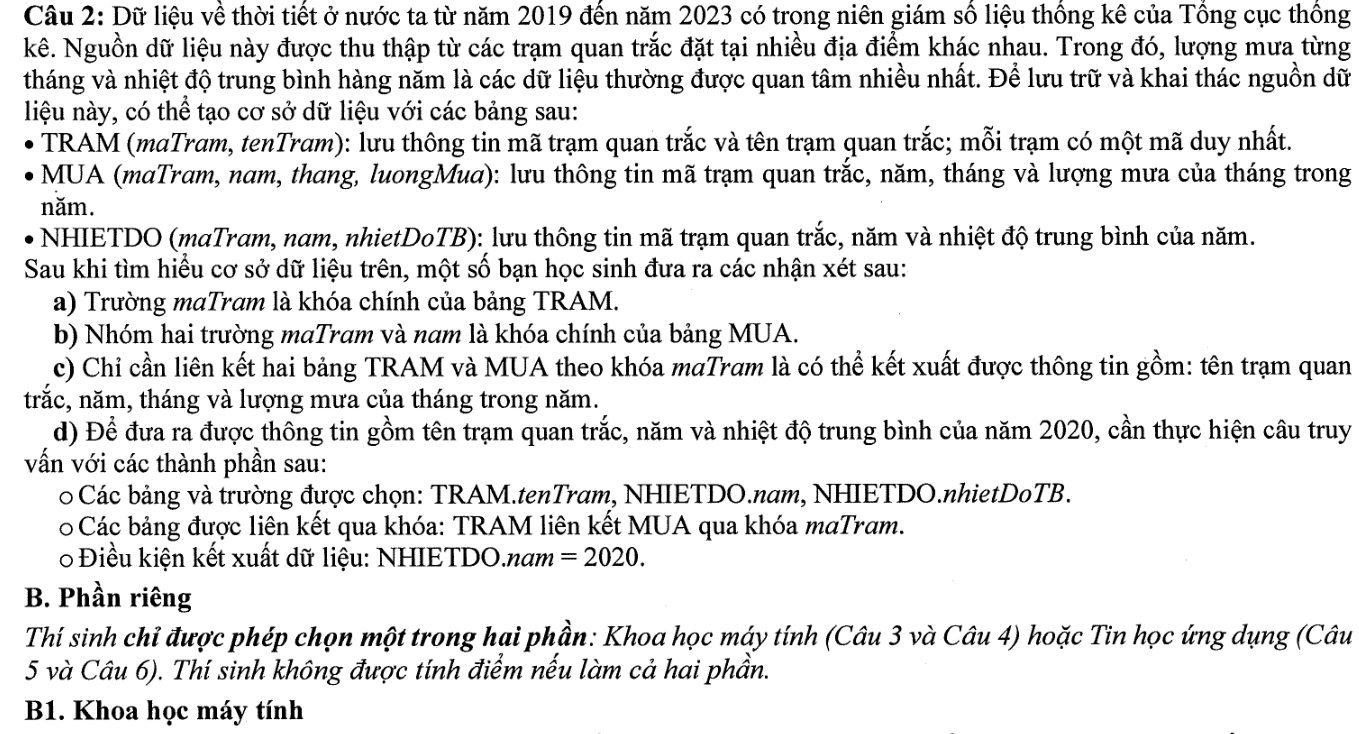 Câu 2: Dữ liệu về thời tiết ở nước ta từ năm 2019 đến năm 2023 có trong niên giám số liệu thống kê của Tổng cục thống
kê. Nguồn dữ liệu này được thu thập từ các trạm quan trắc đặt tại nhiều địa điểm khác nhau. Trong đó, lượng mưa từng
tháng và nhiệt độ trung bình hàng năm là các dữ liệu thường được quan tâm nhiều nhất. Để lưu trữ và khai thác nguồn dữ
liệu này, có thể tạo cơ sở dữ liệu với các bảng sau:
• TRAM (maTram, tenTram): lưu thông tin mã trạm quan trắc và tên trạm quan trắc; mỗi trạm có một mã duy nhất.
• MUA (maTram, nam, thang, luongMua): lưu thông tin mã trạm quan trắc, năm, tháng và lượng mưa của tháng trong
năm.
• NHIETDO (maTram, nam, nhietDoTB): lưu thông tin mã trạm quan trắc, năm và nhiệt độ trung bình của năm.
Sau khi tìm hiểu cơ sở dữ liệu trên, một số bạn học sinh đưa ra các nhận xét sau:
a) Trường maTram là khóa chính của bảng TRAM.
b) Nhóm hai trường maTram và nam là khóa chính của bảng MUA.
c) Chỉ cần liên kết hai bảng TRAM và MUA theo khóa maTram là có thể kết xuất được thông tin gồm: tên trạm quan
trắc, năm, tháng và lượng mưa của tháng trong năm.
d) Để đưa ra được thông tin gồm tên trạm quan trắc, năm và nhiệt độ trung bình của năm 2020, cần thực hiện câu truy
vấn với các thành phần sau:
○ Các bảng và trường được chọn: TRAM.tenTram, NHIETDO.nam, NHIETDO.nhietDoTB.
○ Các bảng được liên kết qua khóa: TRAM liên kết MUA qua khóa maTram.
○ Điều kiện kết xuất dữ liệu: NHIETDO.nam = 2020.
B. Phần riêng
Thí sinh chỉ được phép chọn một trong hai phần: Khoa học máy tính (Câu 3 và Câu 4) hoặc Tin học ứng dụng (Câu
5 và Câu 6). Thí sinh không được tính điểm nếu làm cả hai phần.
B1. Khoa học máy tính